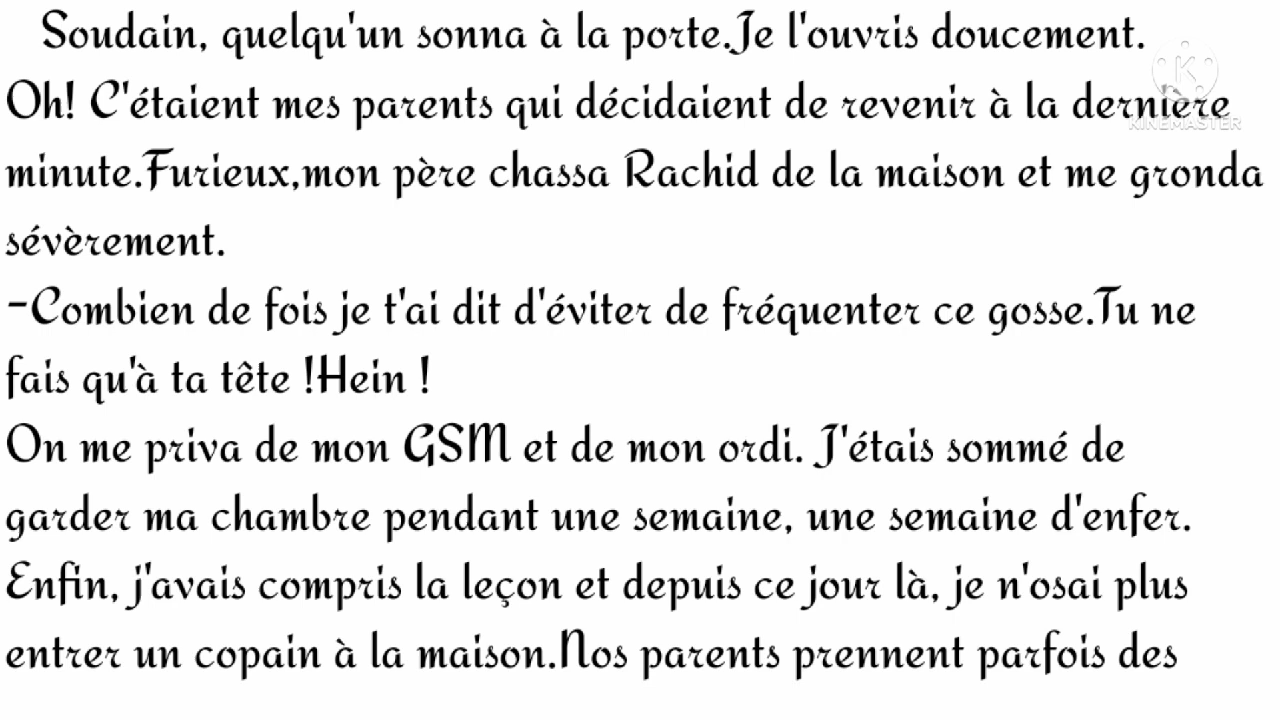 Soudain, quelqu'un sonna à la porte.Je l'ouvris doucement.
Oh! C'étaient mes parents qui décidaient de revenir à la dernière
minute.Furieux,mon père chassa Rachid de la maison et me gronda
sévèrement.
-Combien de fois je t'ai dit d'éviter de fréquenter ce gosse.Tu ne
fais qu'à ta tête !Hein !
On me priva de mon GSM et de mon ordi. J'étais sommé de
garder ma chambre pendant une semaine, une semaine d'enfer.
Enfin, j'avais compris la leçon et depuis ce jour là, je n'osai plus
entrer un copain à la maison.Nos parents prennent parfois des
K
KINEMASTER